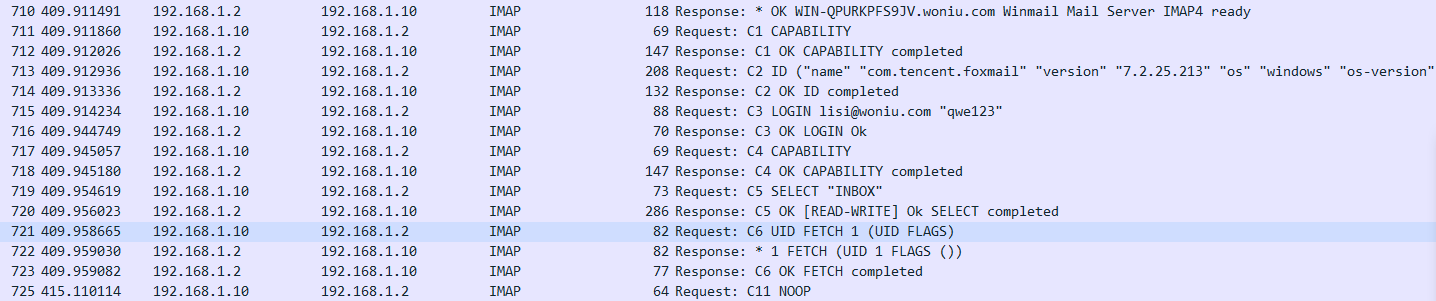 710 409.911491 192.168.1.2 192.168.1.10 IMAP 118 Response: * OK WIN-QPURKPFS9JV.woniu.com Winmail Mail Server IMAP4 ready
711 409.911860 192.168.1.10 192.168.1.2 IMAP 69 Request: C1 CAPABILITY
712 409.912026 192.168.1.2 192.168.1.10 IMAP 147 Response: C1 OK CAPABILITY completed
713 409.912936 192.168.1.10 192.168.1.2 IMAP 208 Request: C2 ID ("name" "com.tencent.foxmail" "version" "7.2.25.213" "os" "windows" "os-version"
714 409.913336 192.168.1.2 192.168.1.10 IMAP 132 Response: C2 OK ID completed
715 409.914234 192.168.1.10 192.168.1.2 IMAP 88 Request: C3 LOGIN lisi@woniu.com "qwe123"
716 409.944749 192.168.1.2 192.168.1.10 IMAP 70 Response: C3 OK LOGIN Ok
717 409.945057 192.168.1.10 192.168.1.2 IMAP 69 Request: C4 CAPABILITY
718 409.945180 192.168.1.2 192.168.1.10 IMAP 147 Response: C4 OK CAPABILITY completed
719 409.954619 192.168.1.10 192.168.1.2 IMAP 73 Request: C5 SELECT "INBOX"
720 409.956023 192.168.1.2 192.168.1.10 IMAP 286 Response: C5 OK [READ-WRITE] Ok SELECT completed
721 409.958665 192.168.1.10 192.168.1.2 IMAP 82 Request: C6 UID FETCH 1 (UID FLAGS)
722 409.959030 192.168.1.2 192.168.1.10 IMAP 82 Response: * 1 FETCH (UID 1 FLAGS ())
723 409.959082 192.168.1.2 192.168.1.10 IMAP 77 Response: C6 OK FETCH completed
725 415.110114 192.168.1.10 192.168.1.2 IMAP 64 Request: C11 NOOP